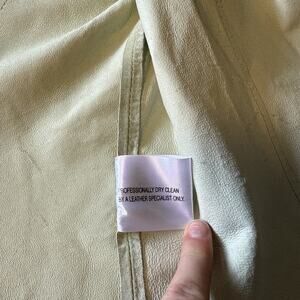 PROFESSIONALLY DRY CLEAN
BY A LEATHER SPECIALIST ONLY.